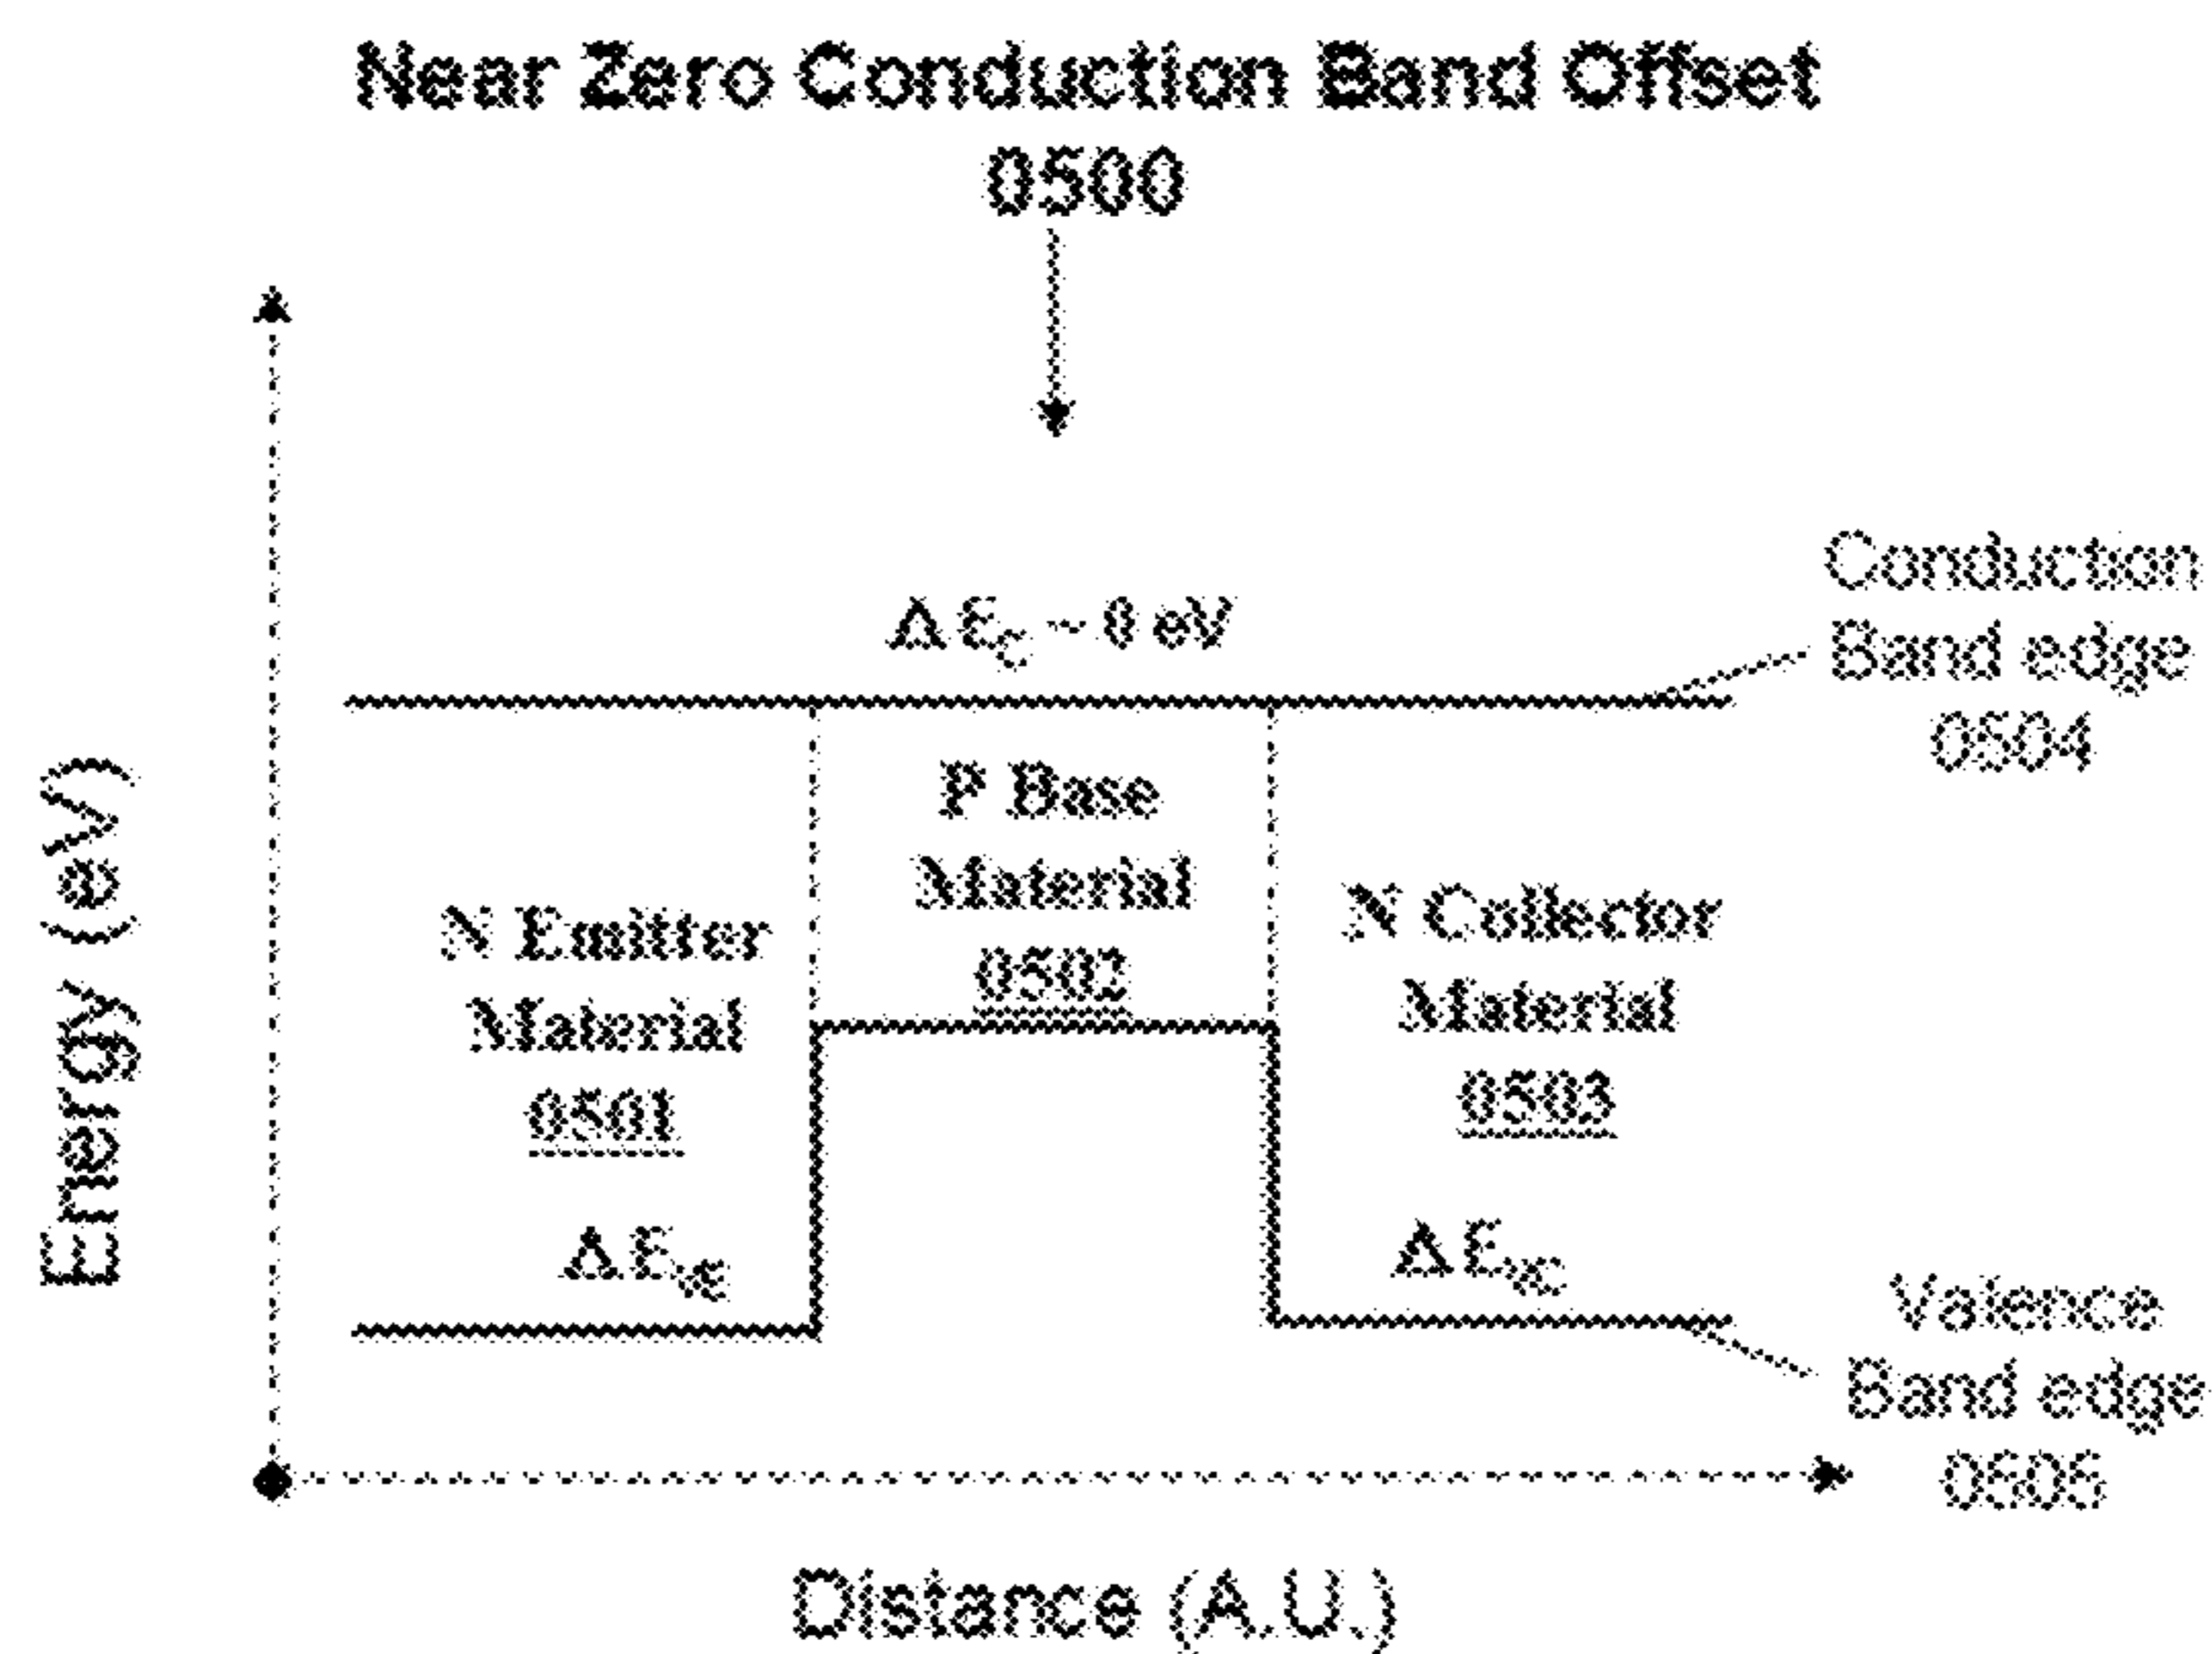 Near Zero Conduction Band Offset
0500
Conduction
Band edge
0504
ΔE_C ~ 0 eV
P Base
Material
0502
N Emitter
Material
0501
N Collector
Material
0503
ΔE_VE
ΔE_VC
Valence
Band edge
0505
Energy (eV)
Distance (A.U.)